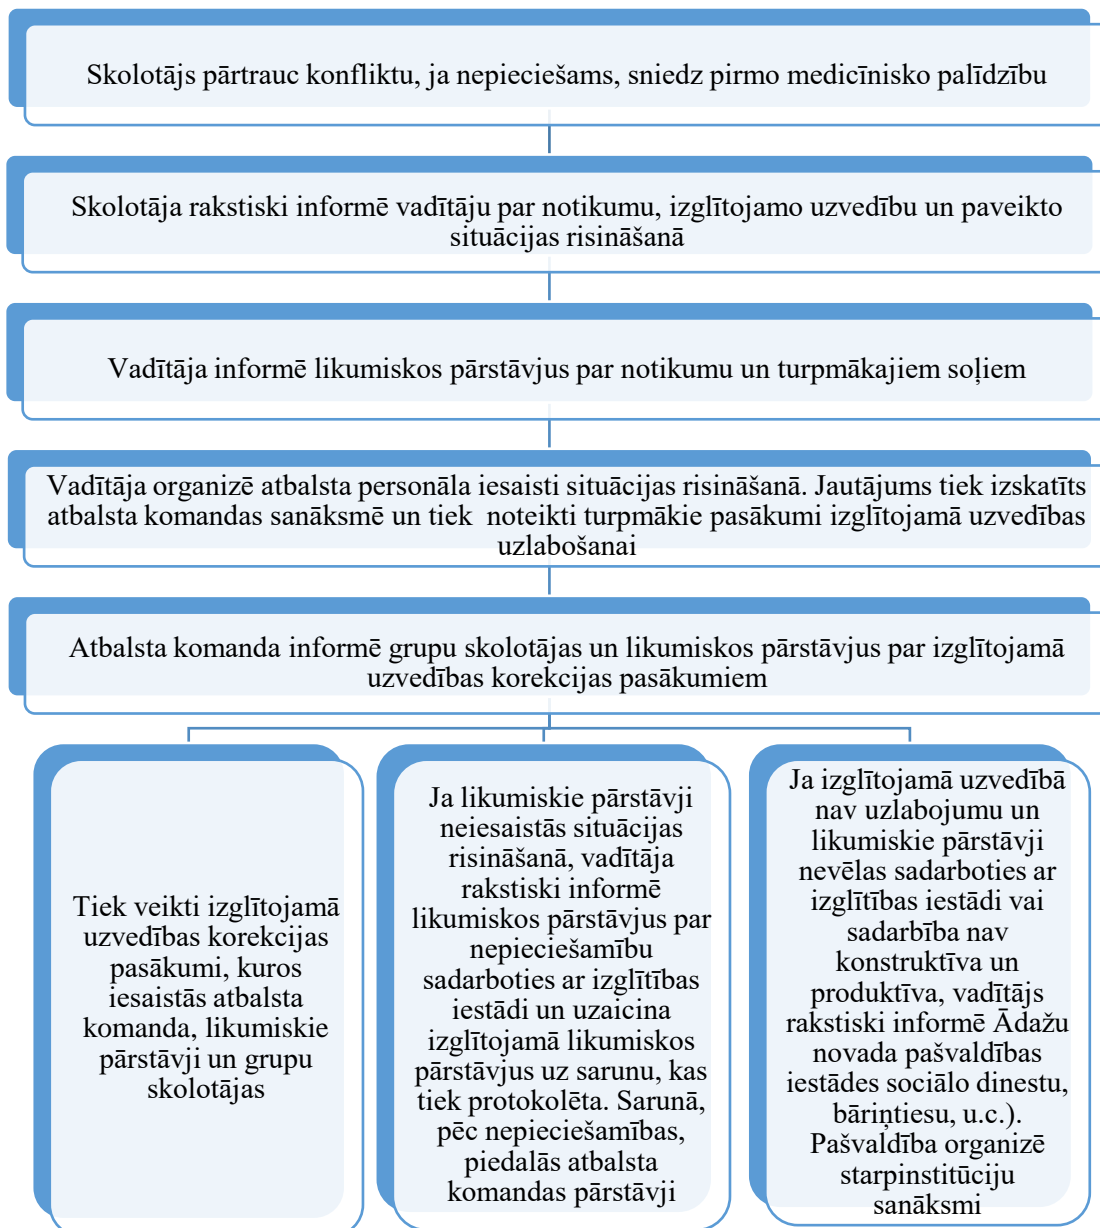 Skolotājs pārtrauc konfliktu, ja nepieciešams, sniedz pirmo medicīnisko palīdzību
Skolotāja rakstiski informē vadītāju par notikumu, izglītojamo uzvedību un paveikto
situācijas risināšanā
Vadītāja informē likumiskos pārstāvjus par notikumu un turpmākajiem soļiem
Vadītāja organizē atbalsta personāla iesaisti situācijas risināšanā. Jautājums tiek izskatīts
atbalsta komandas sanāksmē un tiek  noteikti turpmākie pasākumi izglītojamā uzvedības
uzlabošanai
Atbalsta komanda informē grupu skolotājas un likumiskos pārstāvjus par izglītojamā
uzvedības korekcijas pasākumiem
Tiek veikti izglītojamā
uzvedības korekcijas
pasākumi, kuros
iesaistās atbalsta
komanda, likumiskie
pārstāvji un grupu
skolotājas
Ja likumiskie pārstāvji
neiesaistās situācijas
risināšanā, vadītāja
rakstiski informē
likumiskos pārstāvjus par
nepieciešamību
sadarboties ar izglītības
iestādi un uzaicina
izglītojamā likumiskos
pārstāvjus uz sarunu, kas
tiek protokolēta. Sarunā,
pēc nepieciešamības,
piedalās atbalsta
komandas pārstāvji
Ja izglītojamā uzvedībā
nav uzlabojumu un
likumiskie pārstāvji
nevēlas sadarboties ar
izglītības iestādi vai
sadarbība nav
konstruktīva un
produktīva, vadītājs
rakstiski informē Ādažu
novada pašvaldības
iestādes sociālo dinestu,
bāriņtiesu, u.c.).
Pašvaldība organizē
starpinstitūciju
sanāksmi